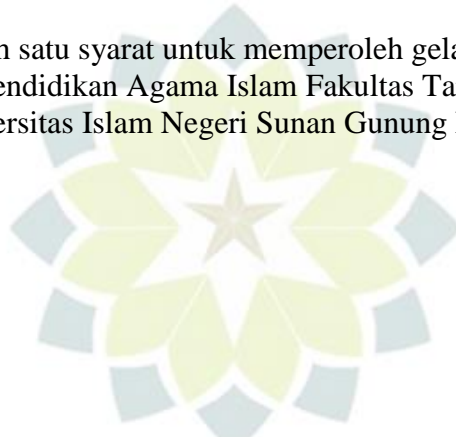 n satu syarat untuk memperoleh gela
endidikan Agama Islam Fakultas Ta
ersitas Islam Negeri Sunan Gunung